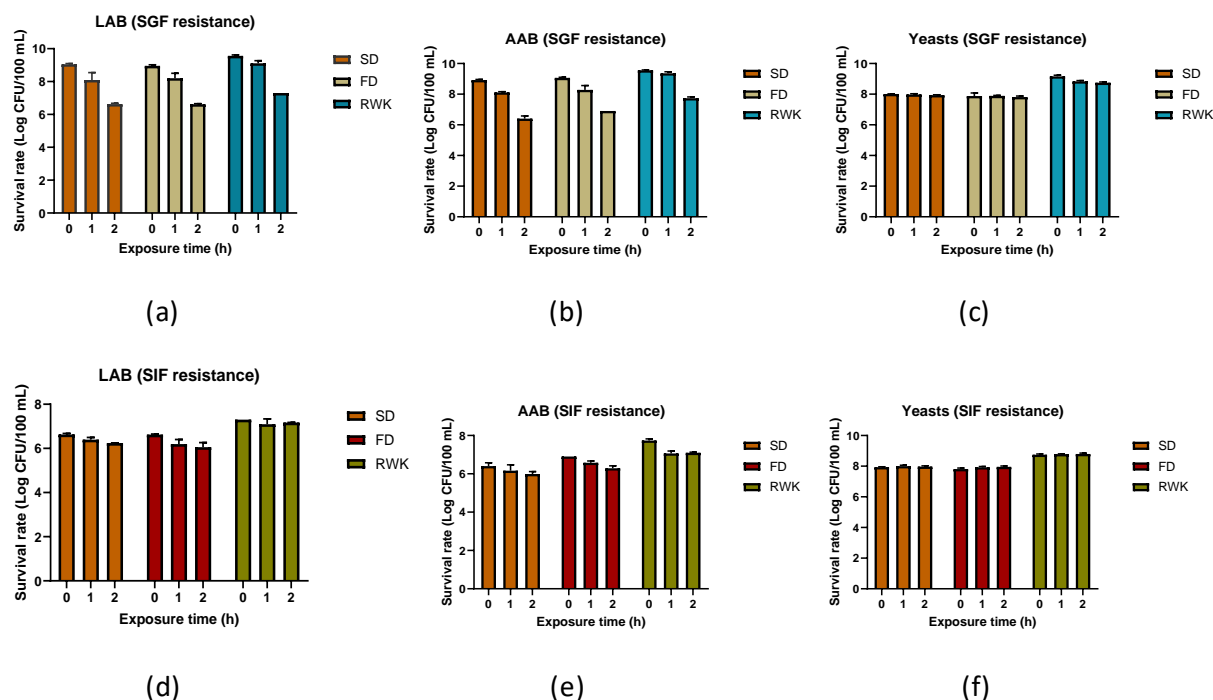 LAB (SGF resistance)
Survival rate (Log CFU/100 mL)
10
8
6
4
2
0
0 1 2 0 1 2 0 1 2
Exposure time (h)
SD
FD
RWK
(a)
AAB (SGF resistance)
Survival rate (Log CFU/100 mL)
10
8
6
4
2
0
0 1 2 0 1 2 0 1 2
Exposure time (h)
SD
FD
RWK
(b)
Yeasts (SGF resistance)
Survival rate (Log CFU/100 mL)
10
8
6
4
2
0
0 1 2 0 1 2 0 1 2
Exposure time (h)
SD
FD
RWK
(c)
LAB (SIF resistance)
Survival rate (Log CFU/100 mL)
8
6
4
2
0
0 1 2 0 1 2 0 1 2
Exposure time (h)
SD
FD
RWK
(d)
AAB (SIF resistance)
Survival rate (Log CFU/100 mL)
8
6
4
2
0
0 1 2 0 1 2 0 1 2
Exposure time (h)
SD
FD
RWK
(e)
Yeasts (SIF resistance)
Survival rate (Log CFU/100 mL)
10
8
6
4
2
0
0 1 2 0 1 2 0 1 2
Exposure time (h)
SD
FD
RWK
(f)